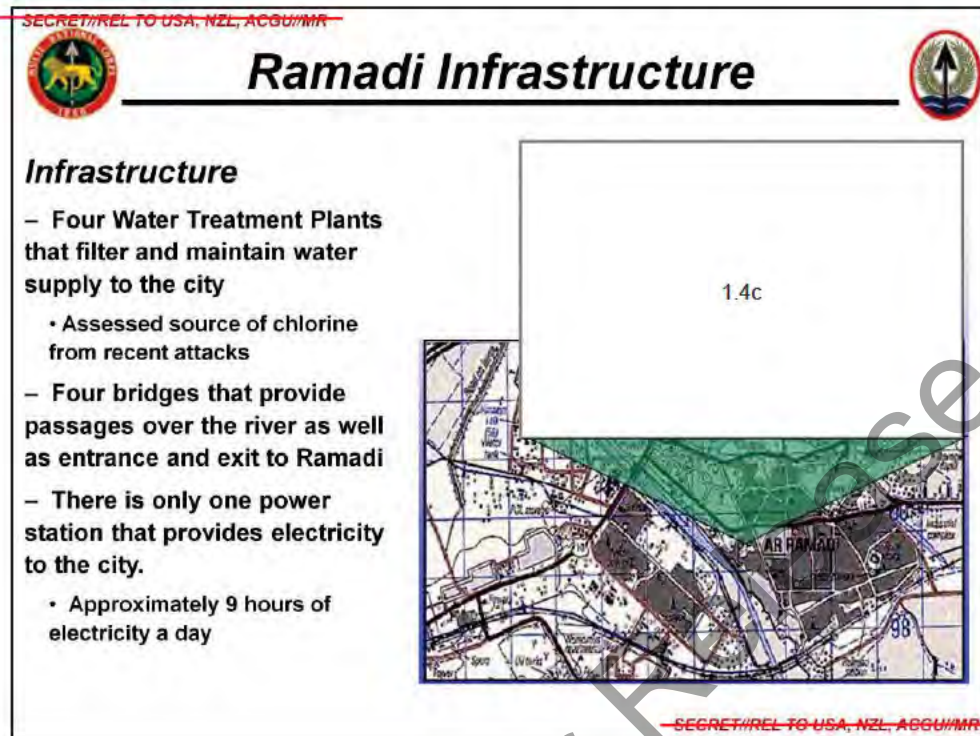 SECRET//REL TO USA, NZL, ACGU//MR
Ramadi Infrastructure
Infrastructure
– Four Water Treatment Plants
that filter and maintain water
supply to the city
• Assessed source of chlorine
from recent attacks
– Four bridges that provide
passages over the river as well
as entrance and exit to Ramadi
– There is only one power
station that provides electricity
to the city.
• Approximately 9 hours of
electricity a day
1.4c
AR RAMADI
98
SECRET//REL TO USA, NZL, ACGU//MR